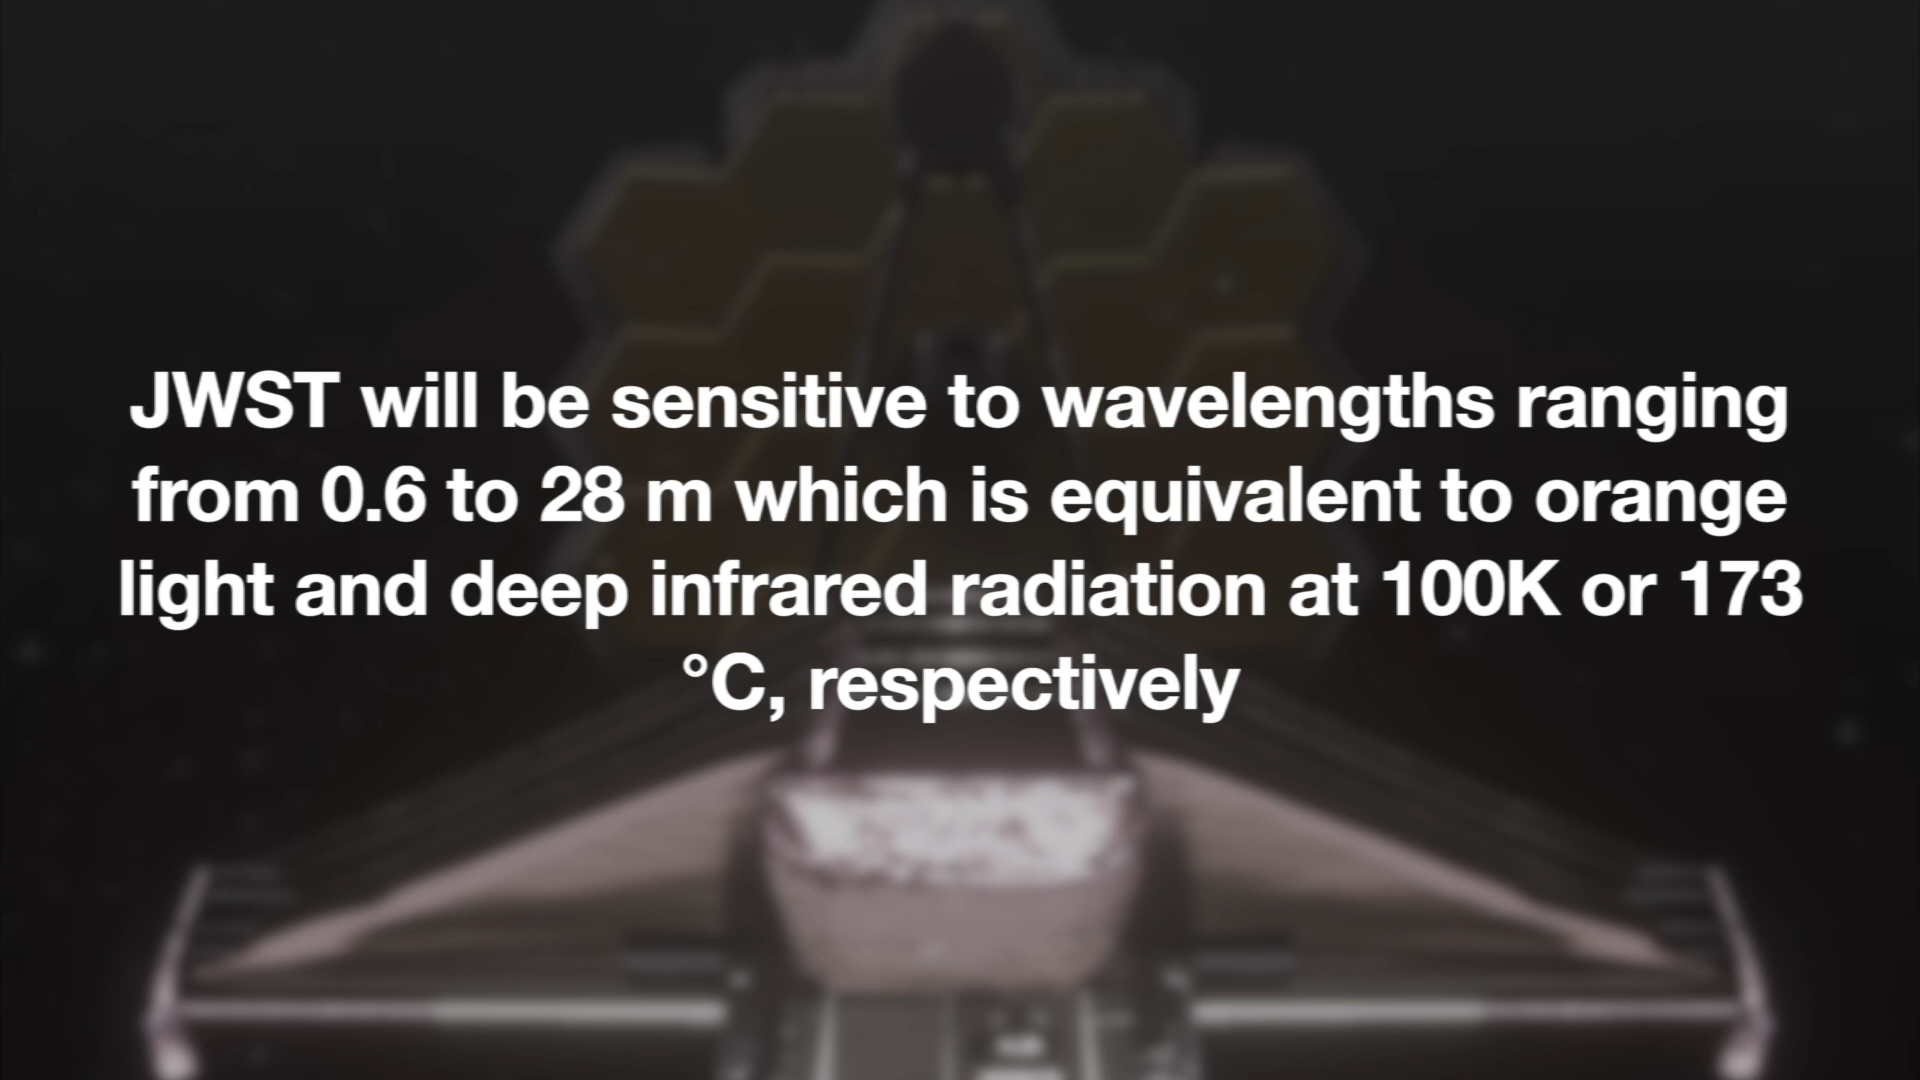 JWST will be sensitive to wavelengths ranging
from 0.6 to 28 m which is equivalent to orange
light and deep infrared radiation at 100K or 173
°C, respectively